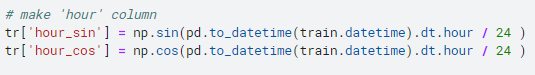 # make 'hour' column
tr['hour_sin'] = np.sin(pd.to_datetime(train.datetime).dt.hour / 24 )
tr['hour_cos'] = np.cos(pd.to_datetime(train.datetime).dt.hour / 24 )